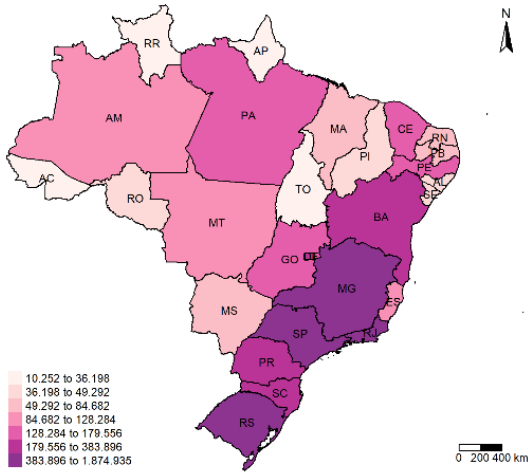 N
RR
AP
AM
PA
MA
CE
RN
PB
PI
PE
AL
SE
AC
TO
RO
BA
MT
GO
DF
MG
ES
MS
SP
RJ
PR
SC
RS
10.252 to 36.198
36.198 to 49.292
49.292 to 84.682
84.682 to 128.284
128.284 to 179.556
179.556 to 383.896
383.896 to 1.874.935
0 200 400 km